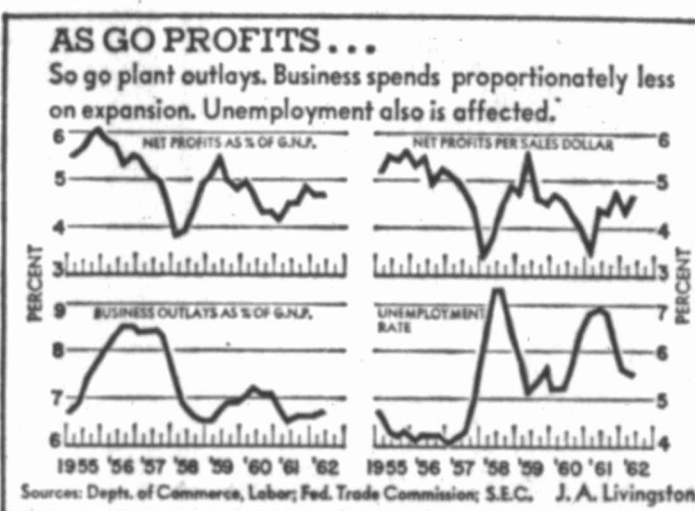 AS GO PROFITS...
So go plant outlays. Business spends proportionately less
on expansion. Unemployment also is affected.
NET PROFITS AS % OF G.N.P.
6
5
4
3
NET PROFITS PER SALES DOLLAR
6
5
4
3
PERCENT
PERCENT
BUSINESS OUTLAYS AS % OF G.N.P.
9
8
7
6
1955 '56 '57 '58 '59 '60 '61 '62
UNEMPLOYMENT
RATE
7
6
5
4
1955 '56 '57 '58 '59 '60 '61 '62
Sources: Depts. of Commerce, Labor; Fed. Trade Commission; S.E.C. J. A. Livingston